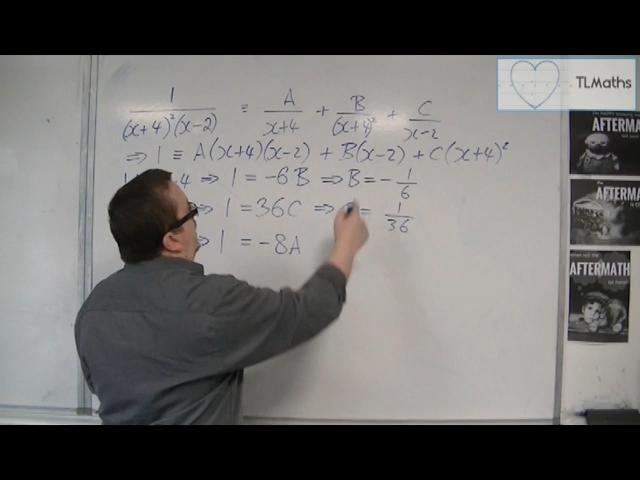 TLMaths
1/((x+4)²(x-2)) ≡ A/(x+4) + B/(x+4)² + C/(x-2)
⇒ 1 ≡ A(x+4)(x-2) + B(x-2) + C(x+4)²
4 ⇒ 1 = -6B ⇒ B = -1/6
⇒ 1 = 36C ⇒ = 1/36
⇒ 1 = -8A
AFTERMATH
AFTERMATH
AFTERMATH